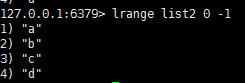 127.0.0.1:6379> lrange list2 0 -1
1) "a"
2) "b"
3) "c"
4) "d"